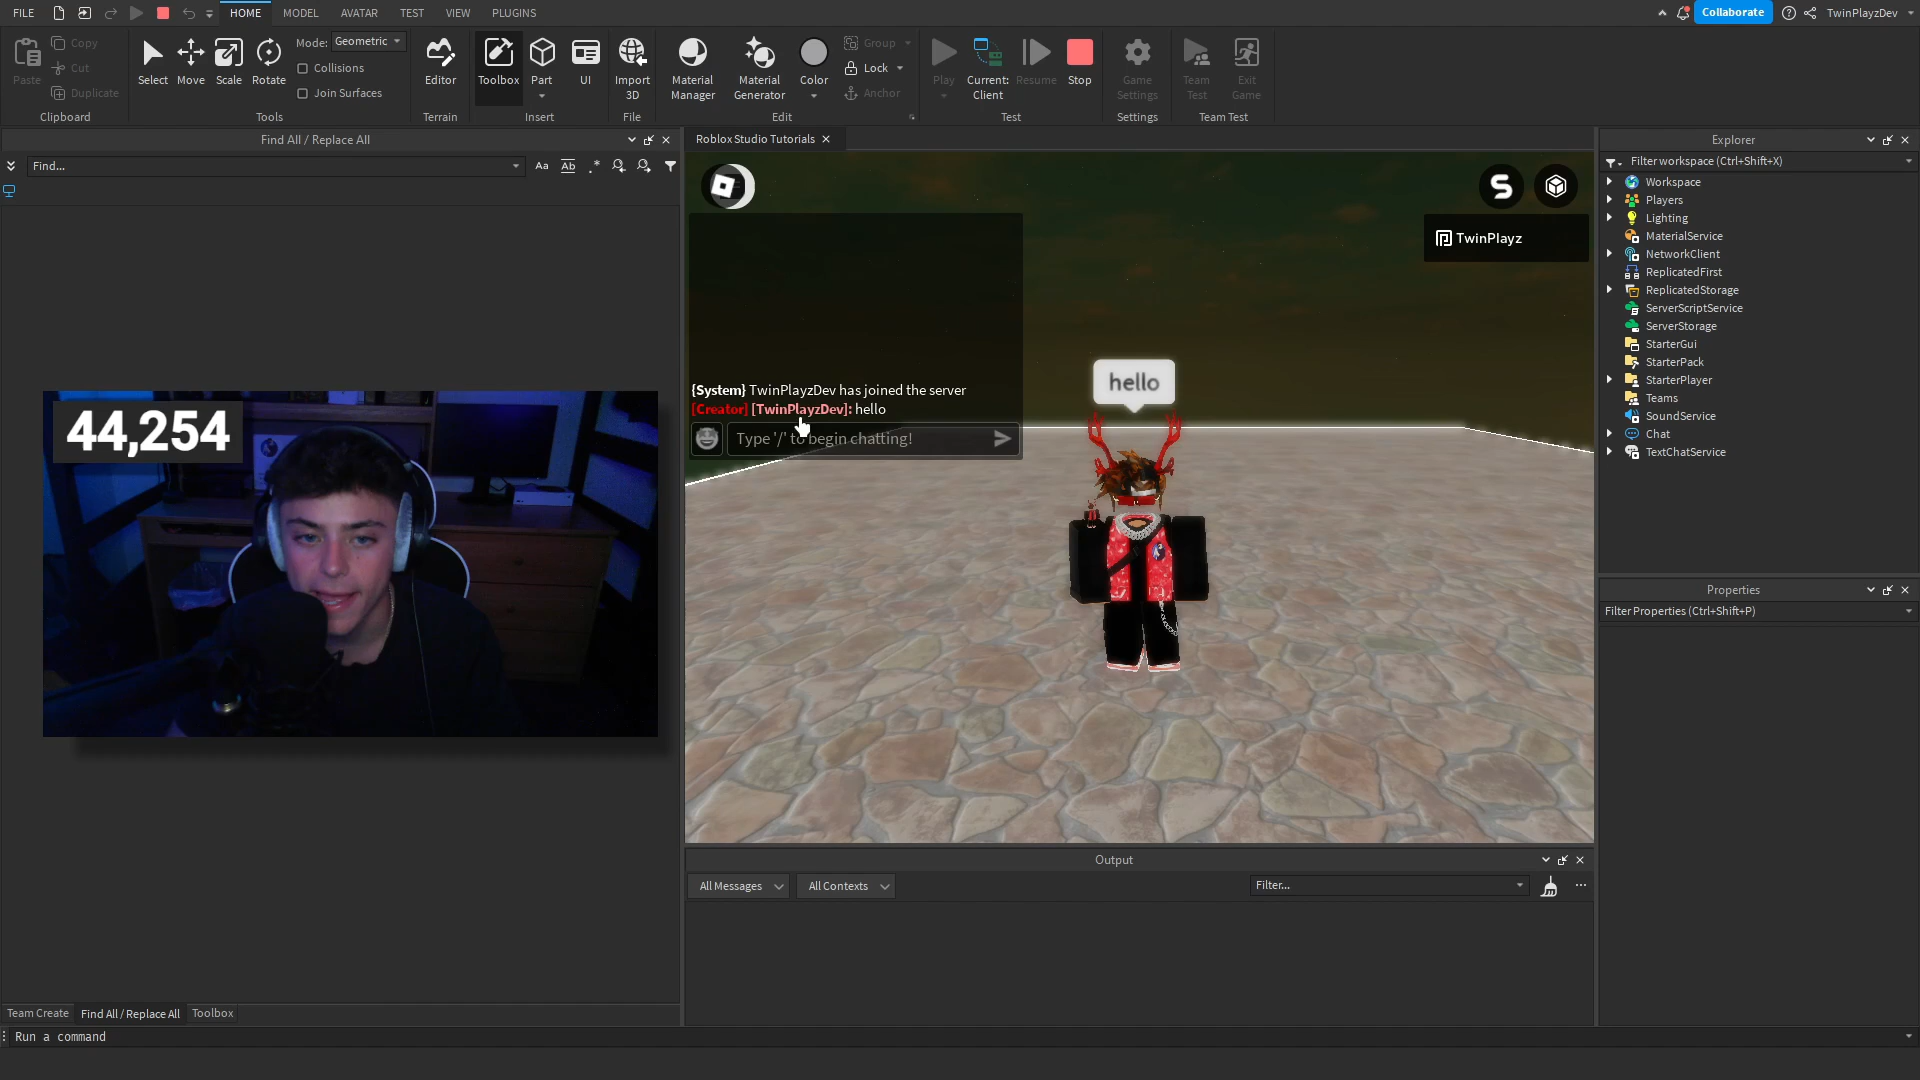 FILE
HOME
MODEL
AVATAR
TEST
VIEW
PLUGINS
Collaborate
TwinPlayzDev
Paste
Copy
Cut
Duplicate
Clipboard
Select
Move
Scale
Rotate
Mode: Geometric
Collisions
Join Surfaces
Tools
Editor
Terrain
Toolbox
Part
UI
Insert
Import
3D
File
Material
Manager
Material
Generator
Color
Group
Lock
Anchor
Edit
Play
Current:
Client
Resume
Stop
Test
Game
Settings
Settings
Team
Test
Exit
Game
Team Test
Find All / Replace All
Find...
Aa
Ab
.*
44,254
Roblox Studio Tutorials
TwinPlayz
{System} TwinPlayzDev has joined the server
[Creator] [TwinPlayzDev]: hello
Type '/' to begin chatting!
hello
Output
All Messages
All Contexts
Filter...
Explorer
Filter workspace (Ctrl+Shift+X)
Workspace
Players
Lighting
MaterialService
NetworkClient
ReplicatedFirst
ReplicatedStorage
ServerScriptService
ServerStorage
StarterGui
StarterPack
StarterPlayer
Teams
SoundService
Chat
TextChatService
Properties
Filter Properties (Ctrl+Shift+P)
Team Create
Find All / Replace All
Toolbox
Run a command